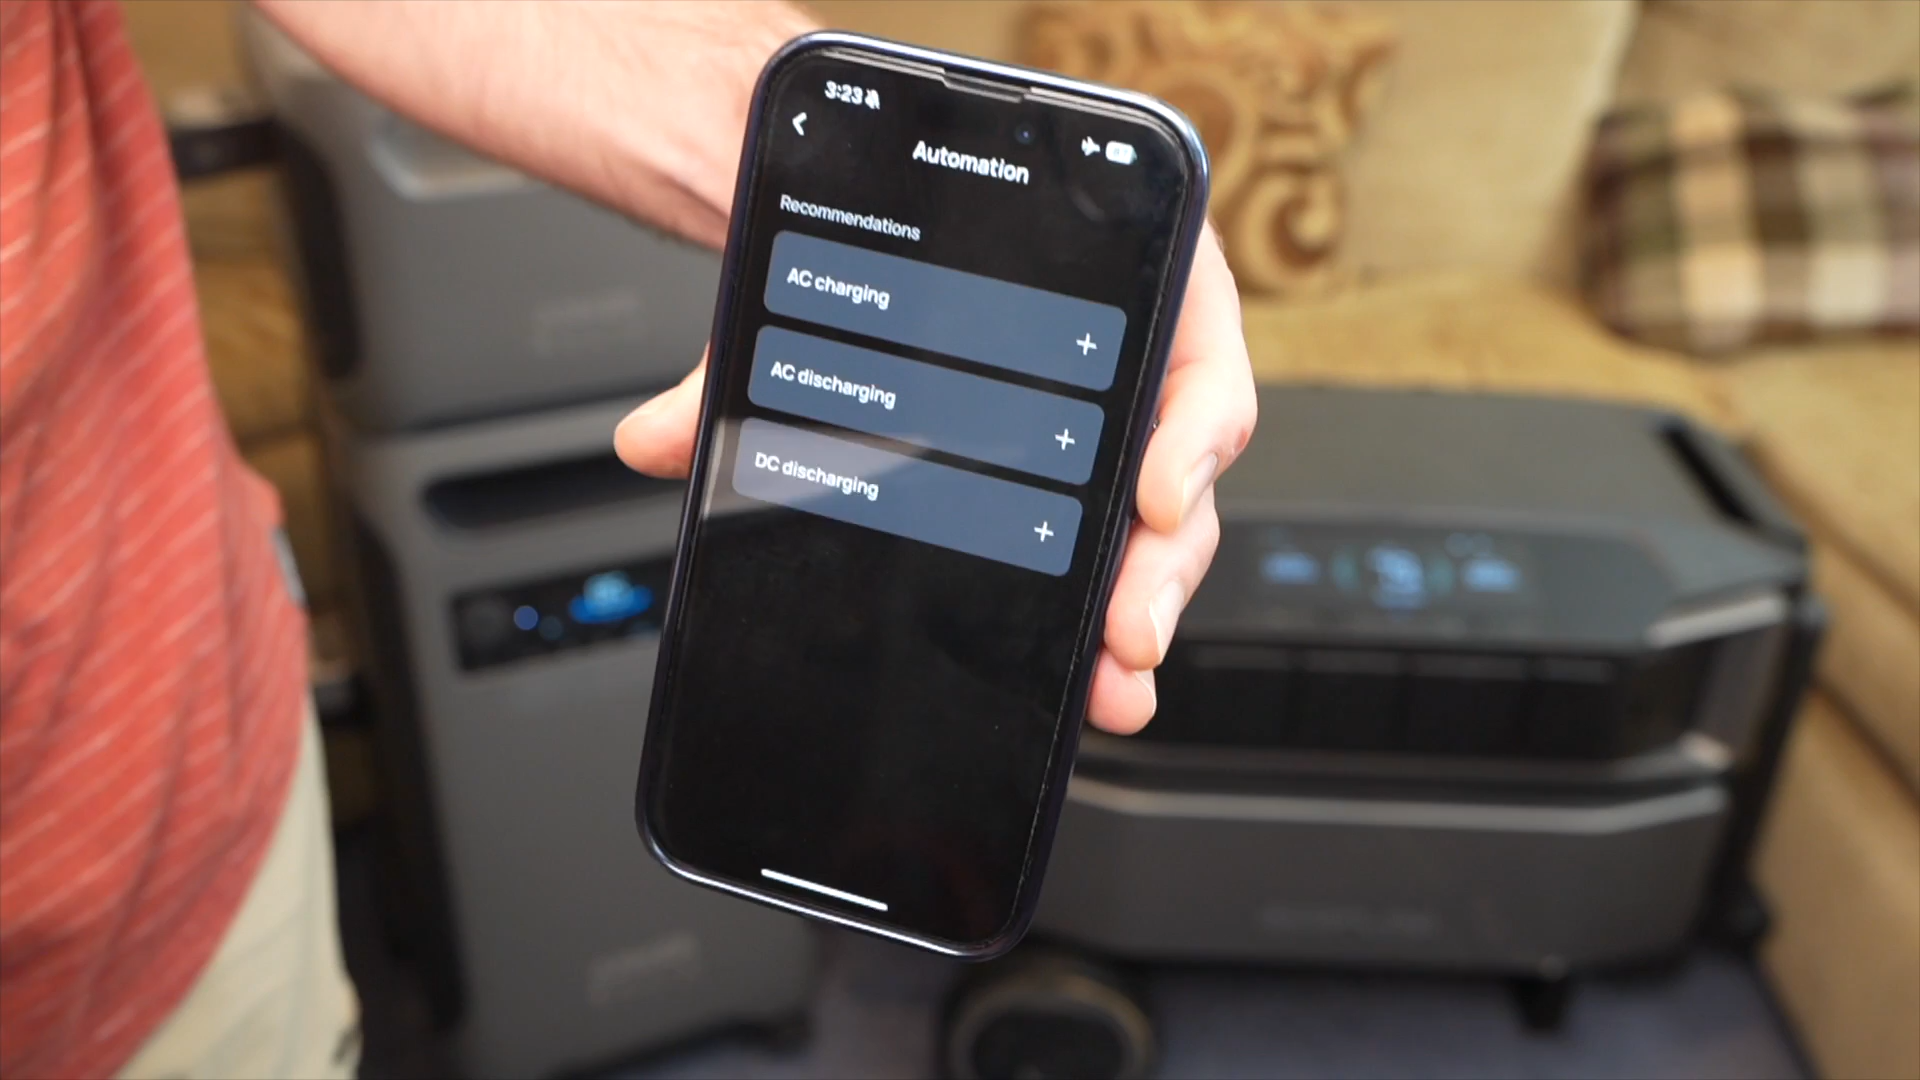 3:23
Automation
Recommendations
AC charging
AC discharging
DC discharging